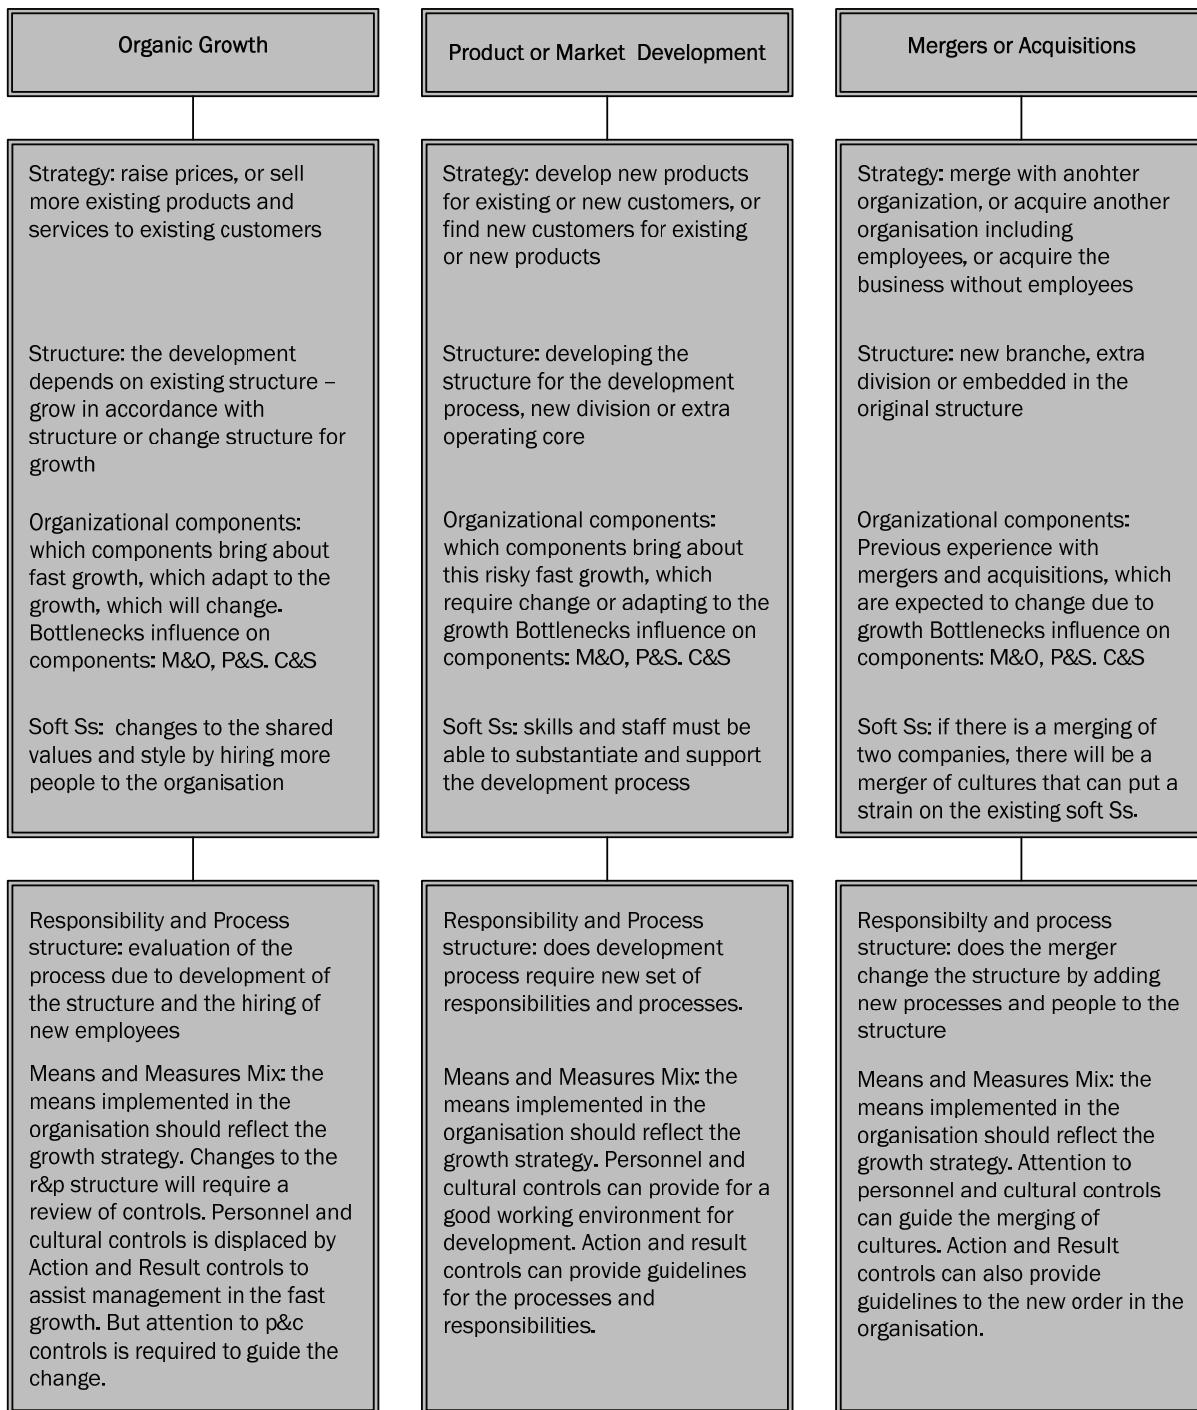 Organic Growth
Strategy: raise prices, or sell
more existing products and
services to existing customers
Structure: the development
depends on existing structure –
grow in accordance with
structure or change structure for
growth
Organizational components:
which components bring about
fast growth, which adapt to the
growth, which will change.
Bottlenecks influence on
components: M&O, P&S. C&S
Soft Ss:  changes to the shared
values and style by hiring more
people to the organisation
Responsibility and Process
structure: evaluation of the
process due to development of
the structure and the hiring of
new employees
Means and Measures Mix: the
means implemented in the
organisation should reflect the
growth strategy. Changes to the
r&p structure will require a
review of controls. Personnel and
cultural controls is displaced by
Action and Result controls to
assist management in the fast
growth. But attention to p&c
controls is required to guide the
change.
Product or Market  Development
Strategy: develop new products
for existing or new customers, or
find new customers for existing
or new products
Structure: developing the
structure for the development
process, new division or extra
operating core
Organizational components:
which components bring about
this risky fast growth, which
require change or adapting to the
growth Bottlenecks influence on
components: M&O, P&S. C&S
Soft Ss: skills and staff must be
able to substantiate and support
the development process
Responsibilty and Process
structure: does development
process require new set of
responsibilities and processes.
Means and Measures Mix: the
means implemented in the
organisation should reflect the
growth strategy. Personnel and
cultural controls can provide for a
good working environment for
development. Action and result
controls can provide guidelines
for the processes and
responsibilities.
Mergers or Acquisitions
Strategy: merge with anohter
organization, or acquire another
organisation including
employees, or acquire the
business without employees
Structure: new branche, extra
division or embedded in the
original structure
Organizational components:
Previous experience with
mergers and acquisitions, which
are expected to change due to
growth Bottlenecks influence on
components: M&O, P&S. C&S
Soft Ss: if there is a merging of
two companies, there will be a
merger of cultures that can put a
strain on the existing soft Ss.
Responsibilty and process
structure: does the merger
change the structure by adding
new processes and people to the
structure
Means and Measures Mix: the
means implemented in the
organisation should reflect the
growth strategy. Attention to
personnel and cultural controls
can guide the merging of
cultures. Action and Result
controls can also provide
guidelines to the new order in the
organisation.